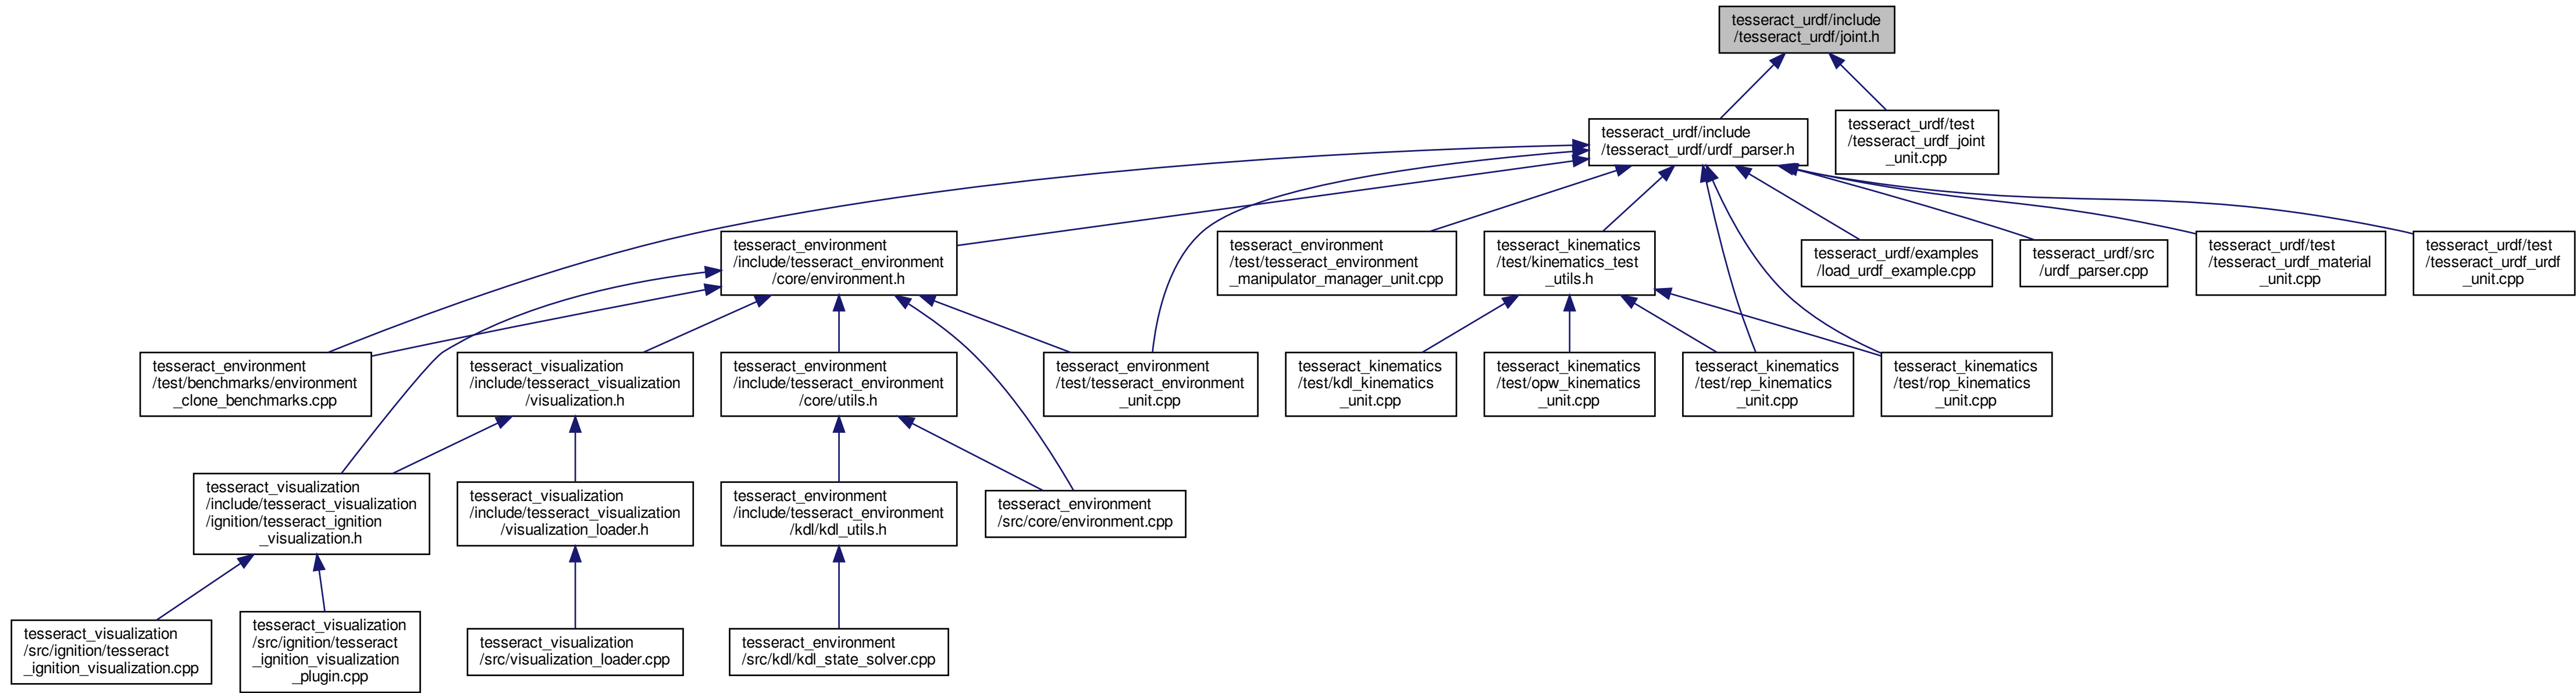 tesseract_urdf/include
/tesseract_urdf/joint.h
tesseract_urdf/include
/tesseract_urdf/urdf_parser.h
tesseract_urdf/test
/tesseract_urdf_joint
_unit.cpp
tesseract_environment
/include/tesseract_environment
/core/environment.h
tesseract_environment
/test/tesseract_environment
_manipulator_manager_unit.cpp
tesseract_kinematics
/test/kinematics_test
_utils.h
tesseract_urdf/examples
/load_urdf_example.cpp
tesseract_urdf/src
/urdf_parser.cpp
tesseract_urdf/test
/tesseract_urdf_material
_unit.cpp
tesseract_urdf/test
/tesseract_urdf_urdf
_unit.cpp
tesseract_environment
/test/benchmarks/environment
_clone_benchmarks.cpp
tesseract_visualization
/include/tesseract_visualization
/visualization.h
tesseract_environment
/include/tesseract_environment
/core/utils.h
tesseract_environment
/test/tesseract_environment
_unit.cpp
tesseract_kinematics
/test/kdl_kinematics
_unit.cpp
tesseract_kinematics
/test/opw_kinematics
_unit.cpp
tesseract_kinematics
/test/rep_kinematics
_unit.cpp
tesseract_kinematics
/test/rop_kinematics
_unit.cpp
tesseract_visualization
/include/tesseract_visualization
/ignition/tesseract_ignition
_visualization.h
tesseract_visualization
/include/tesseract_visualization
/visualization_loader.h
tesseract_environment
/include/tesseract_environment
/kdl/kdl_utils.h
tesseract_environment
/src/core/environment.cpp
tesseract_visualization
/src/ignition/tesseract
_ignition_visualization.cpp
tesseract_visualization
/src/ignition/tesseract
_ignition_visualization
_plugin.cpp
tesseract_visualization
/src/visualization_loader.cpp
tesseract_environment
/src/kdl/kdl_state_solver.cpp